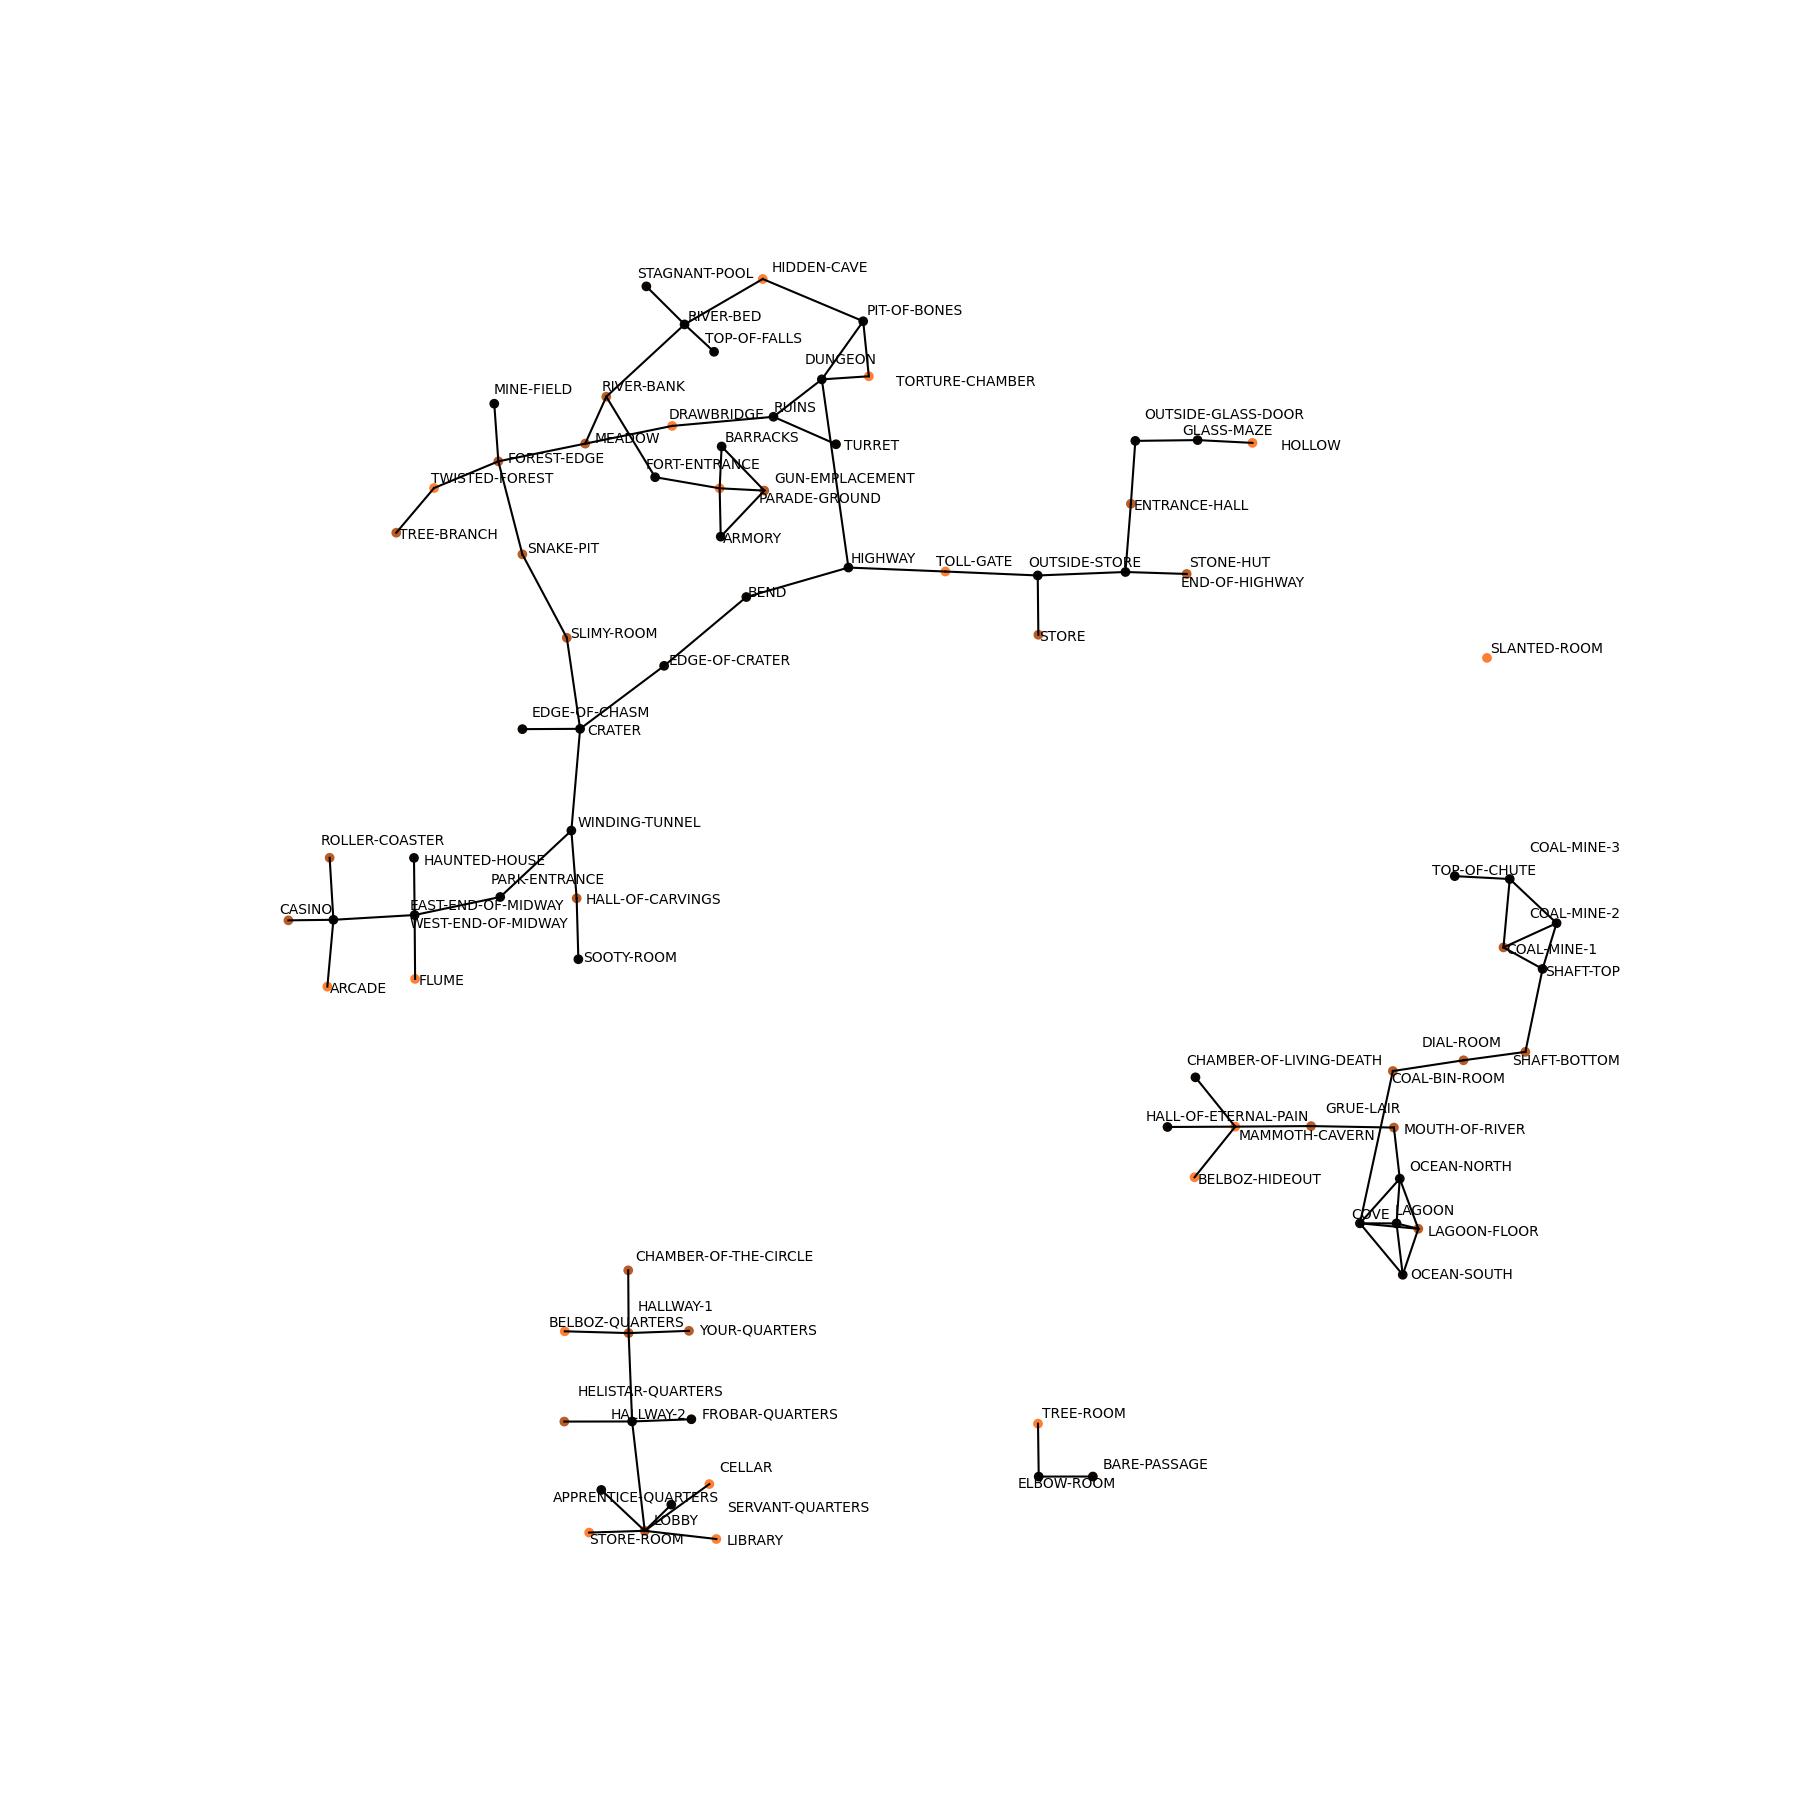 HIDDEN-CAVE
STAGNANT-POOL
PIT-OF-BONES
RIVER-BED
TOP-OF-FALLS
DUNGEON
TORTURE-CHAMBER
MINE-FIELD
RIVER-BANK
RUINS
DRAWBRIDGE
OUTSIDE-GLASS-DOOR
GLASS-MAZE
MEADOW
BARRACKS
TURRET
HOLLOW
FOREST-EDGE
FORT-ENTRANCE
TWISTED-FOREST
GUN-EMPLACEMENT
PARADE-GROUND
ENTRANCE-HALL
TREE-BRANCH
ARMORY
SNAKE-PIT
HIGHWAY
TOLL-GATE
OUTSIDE-STORE
STONE-HUT
END-OF-HIGHWAY
BEND
SLIMY-ROOM
STORE
SLANTED-ROOM
EDGE-OF-CRATER
EDGE-OF-CHASM
CRATER
WINDING-TUNNEL
ROLLER-COASTER
COAL-MINE-3
HAUNTED-HOUSE
TOP-OF-CHUTE
PARK-ENTRANCE
HALL-OF-CARVINGS
EAST-END-OF-MIDWAY
CASINO
COAL-MINE-2
WEST-END-OF-MIDWAY
COAL-MINE-1
SOOTY-ROOM
SHAFT-TOP
FLUME
ARCADE
DIAL-ROOM
CHAMBER-OF-LIVING-DEATH
SHAFT-BOTTOM
COAL-BIN-ROOM
GRUE-LAIR
HALL-OF-ETERNAL-PAIN
MOUTH-OF-RIVER
MAMMOTH-CAVERN
OCEAN-NORTH
BELBOZ-HIDEOUT
LAGOON
COVE
LAGOON-FLOOR
CHAMBER-OF-THE-CIRCLE
OCEAN-SOUTH
HALLWAY-1
BELBOZ-QUARTERS
YOUR-QUARTERS
HELISTAR-QUARTERS
HALLWAY-2
FROBAR-QUARTERS
TREE-ROOM
CELLAR
BARE-PASSAGE
ELBOW-ROOM
APPRENTICE-QUARTERS
SERVANT-QUARTERS
LOBBY
STORE-ROOM
LIBRARY